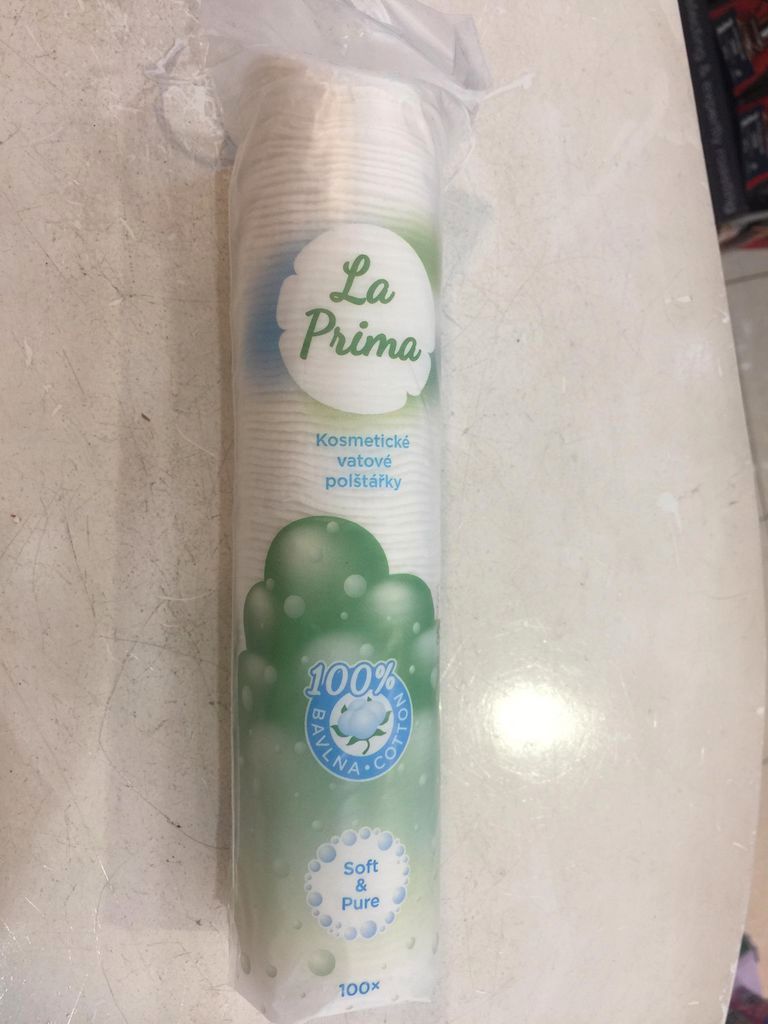 La
Prima
Kosmetické
vatové
polštářky
100%
BAVLNA • COTTON
Soft
&
Pure
100×